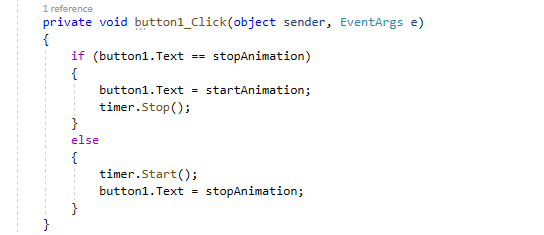 1 reference
private void button1_Click(object sender, EventArgs e)
{
if (button1.Text == stopAnimation)
{
button1.Text = startAnimation;
timer.Stop();
}
else
{
timer.Start();
button1.Text = stopAnimation;
}
}